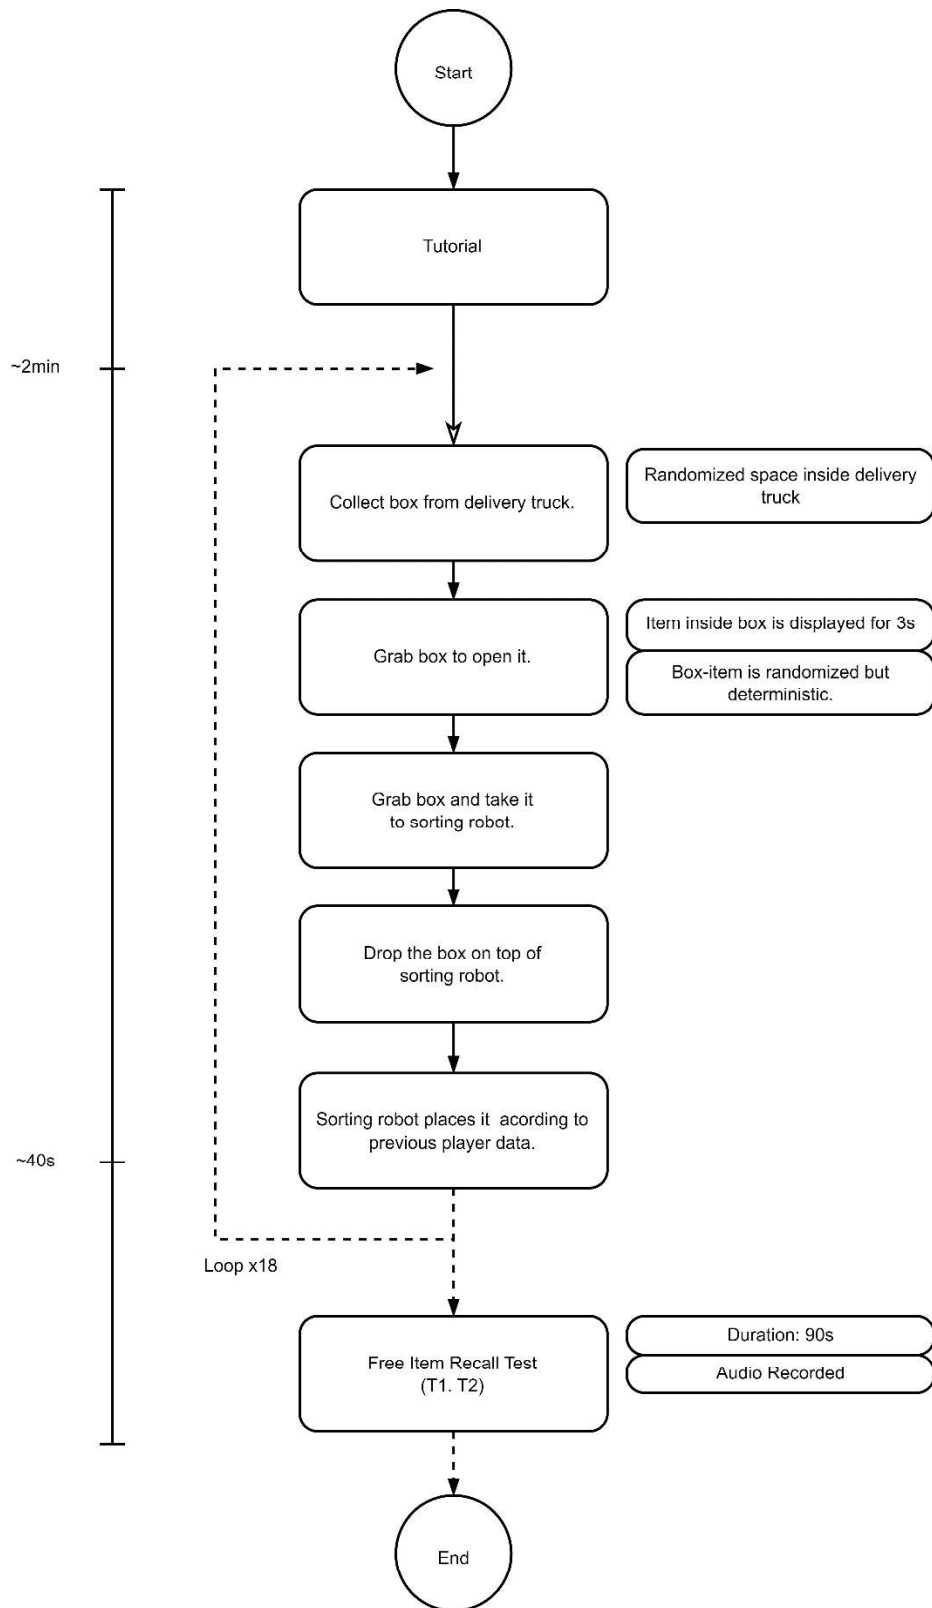 Start
Tutorial
~2min
Collect box from delivery truck.
Randomized space inside delivery
truck
Grab box to open it.
Item inside box is displayed for 3s
Box-item is randomized but
deterministic.
Grab box and take it
to sorting robot.
Drop the box on top of
sorting robot.
Sorting robot places it acording to
previous player data.
~40s
Loop x18
Free Item Recall Test
(T1. T2)
Duration: 90s
Audio Recorded
End